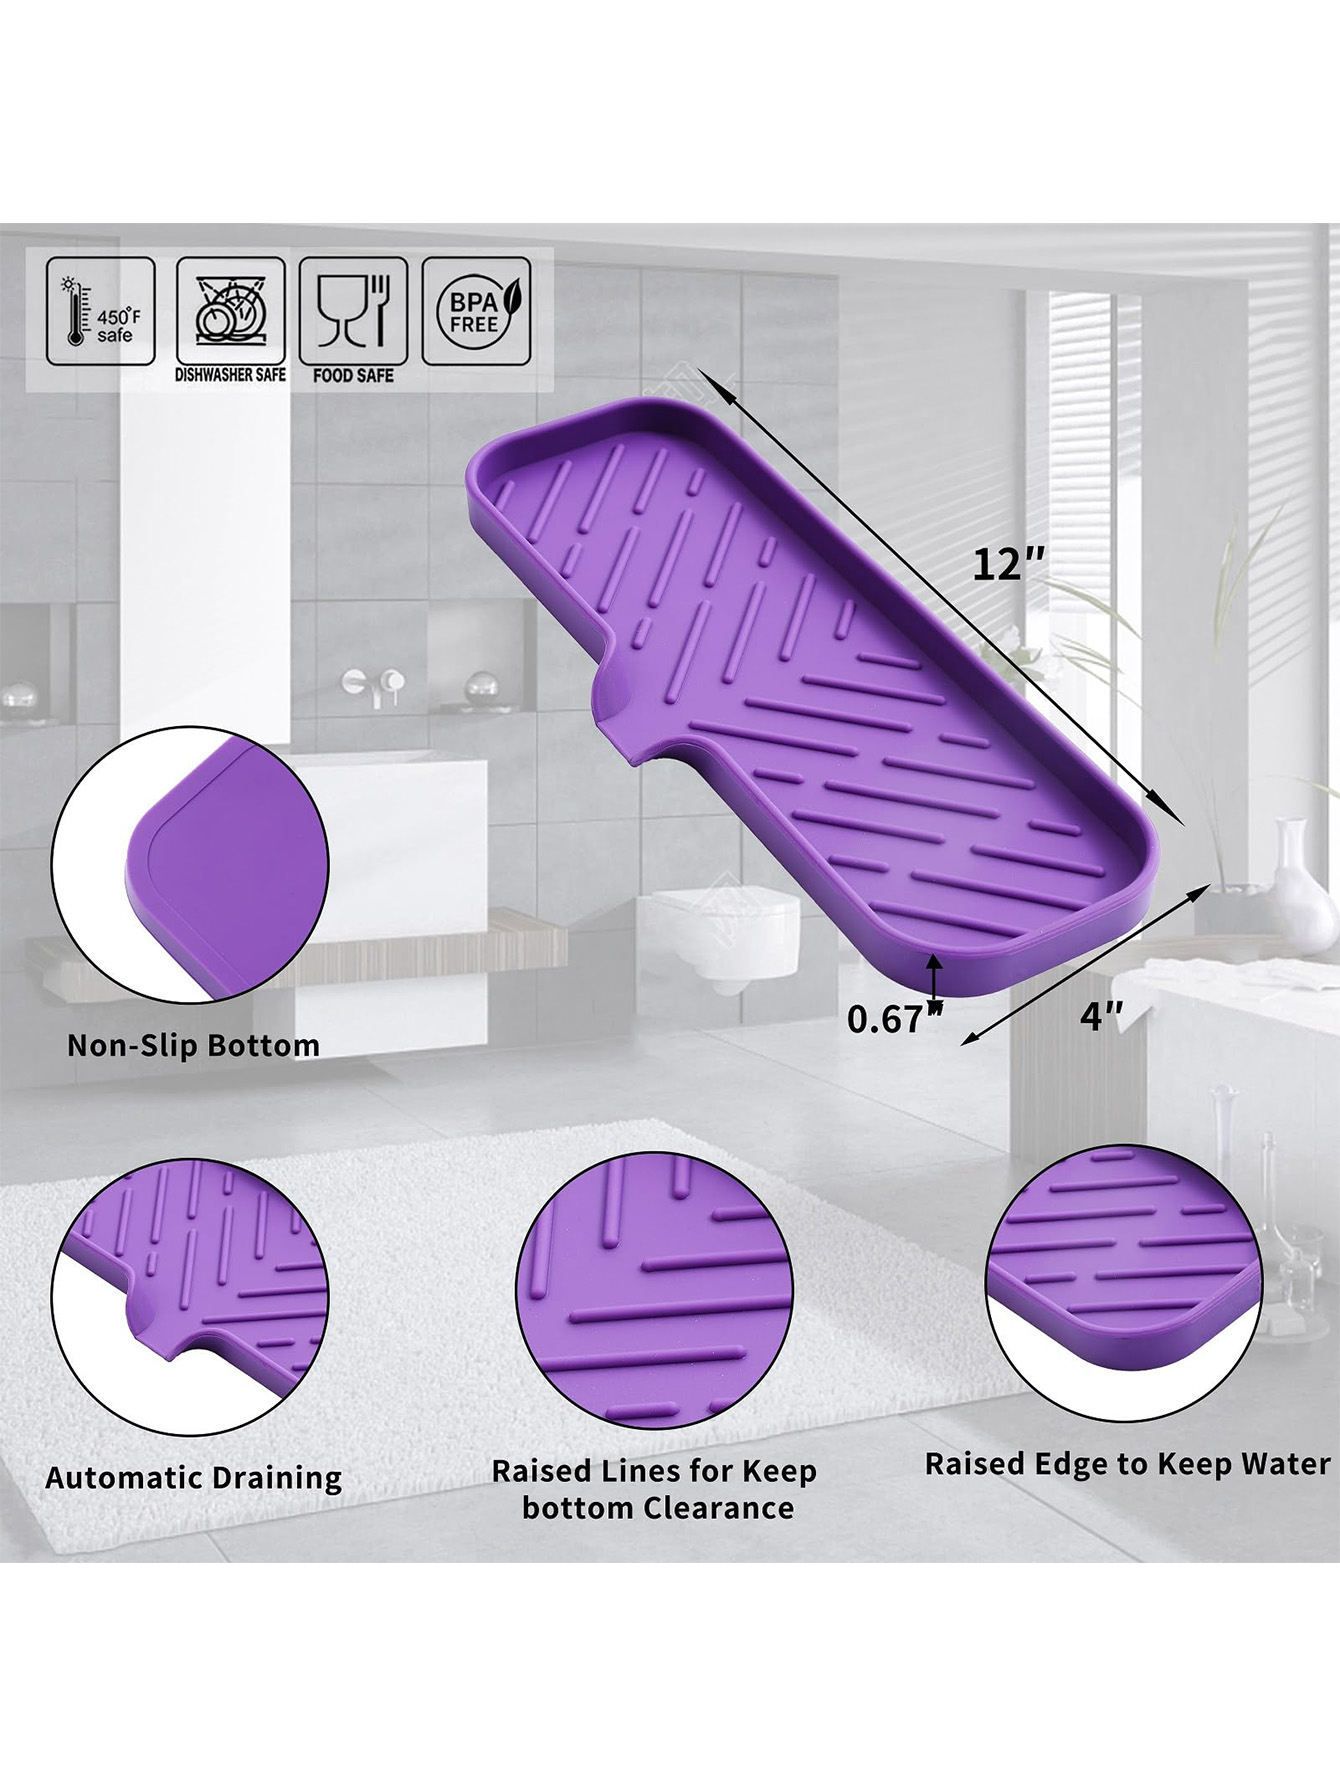 450°F
safe
DISHWASHER SAFE
FOOD SAFE
BPA
FREE
12"
0.67"
4"
Non-Slip Bottom
Automatic Draining
Raised Lines for Keep
bottom Clearance
Raised Edge to Keep Water